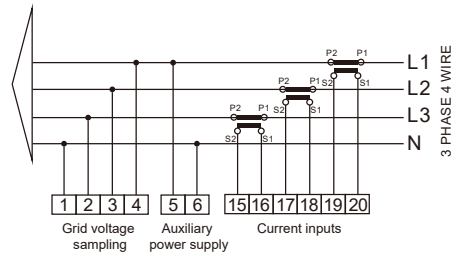 P2 P1
L1
P2 P1 S2 S1
L2
P2 P1 S2 S1
L3
S2 S1
N
3 PHASE 4 WIRE
1 2 3 4 5 6 15 16 17 18 19 20
Grid voltage sampling
Auxiliary power supply
Current inputs